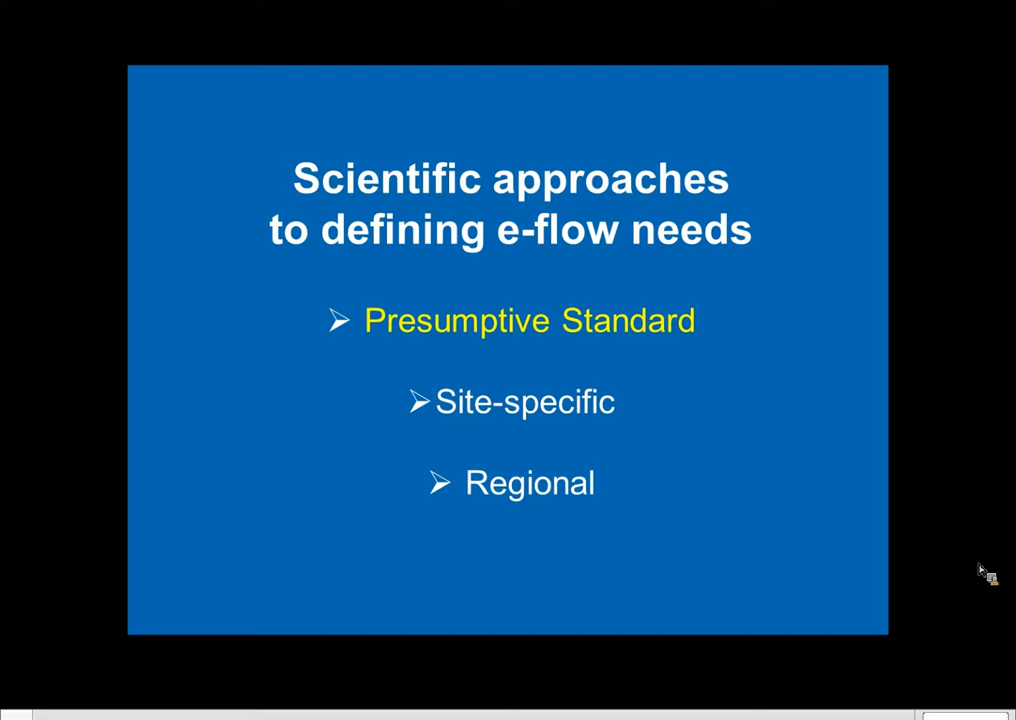 Scientific approaches
to defining e-flow needs
➢ Presumptive Standard
➢Site-specific
➢ Regional